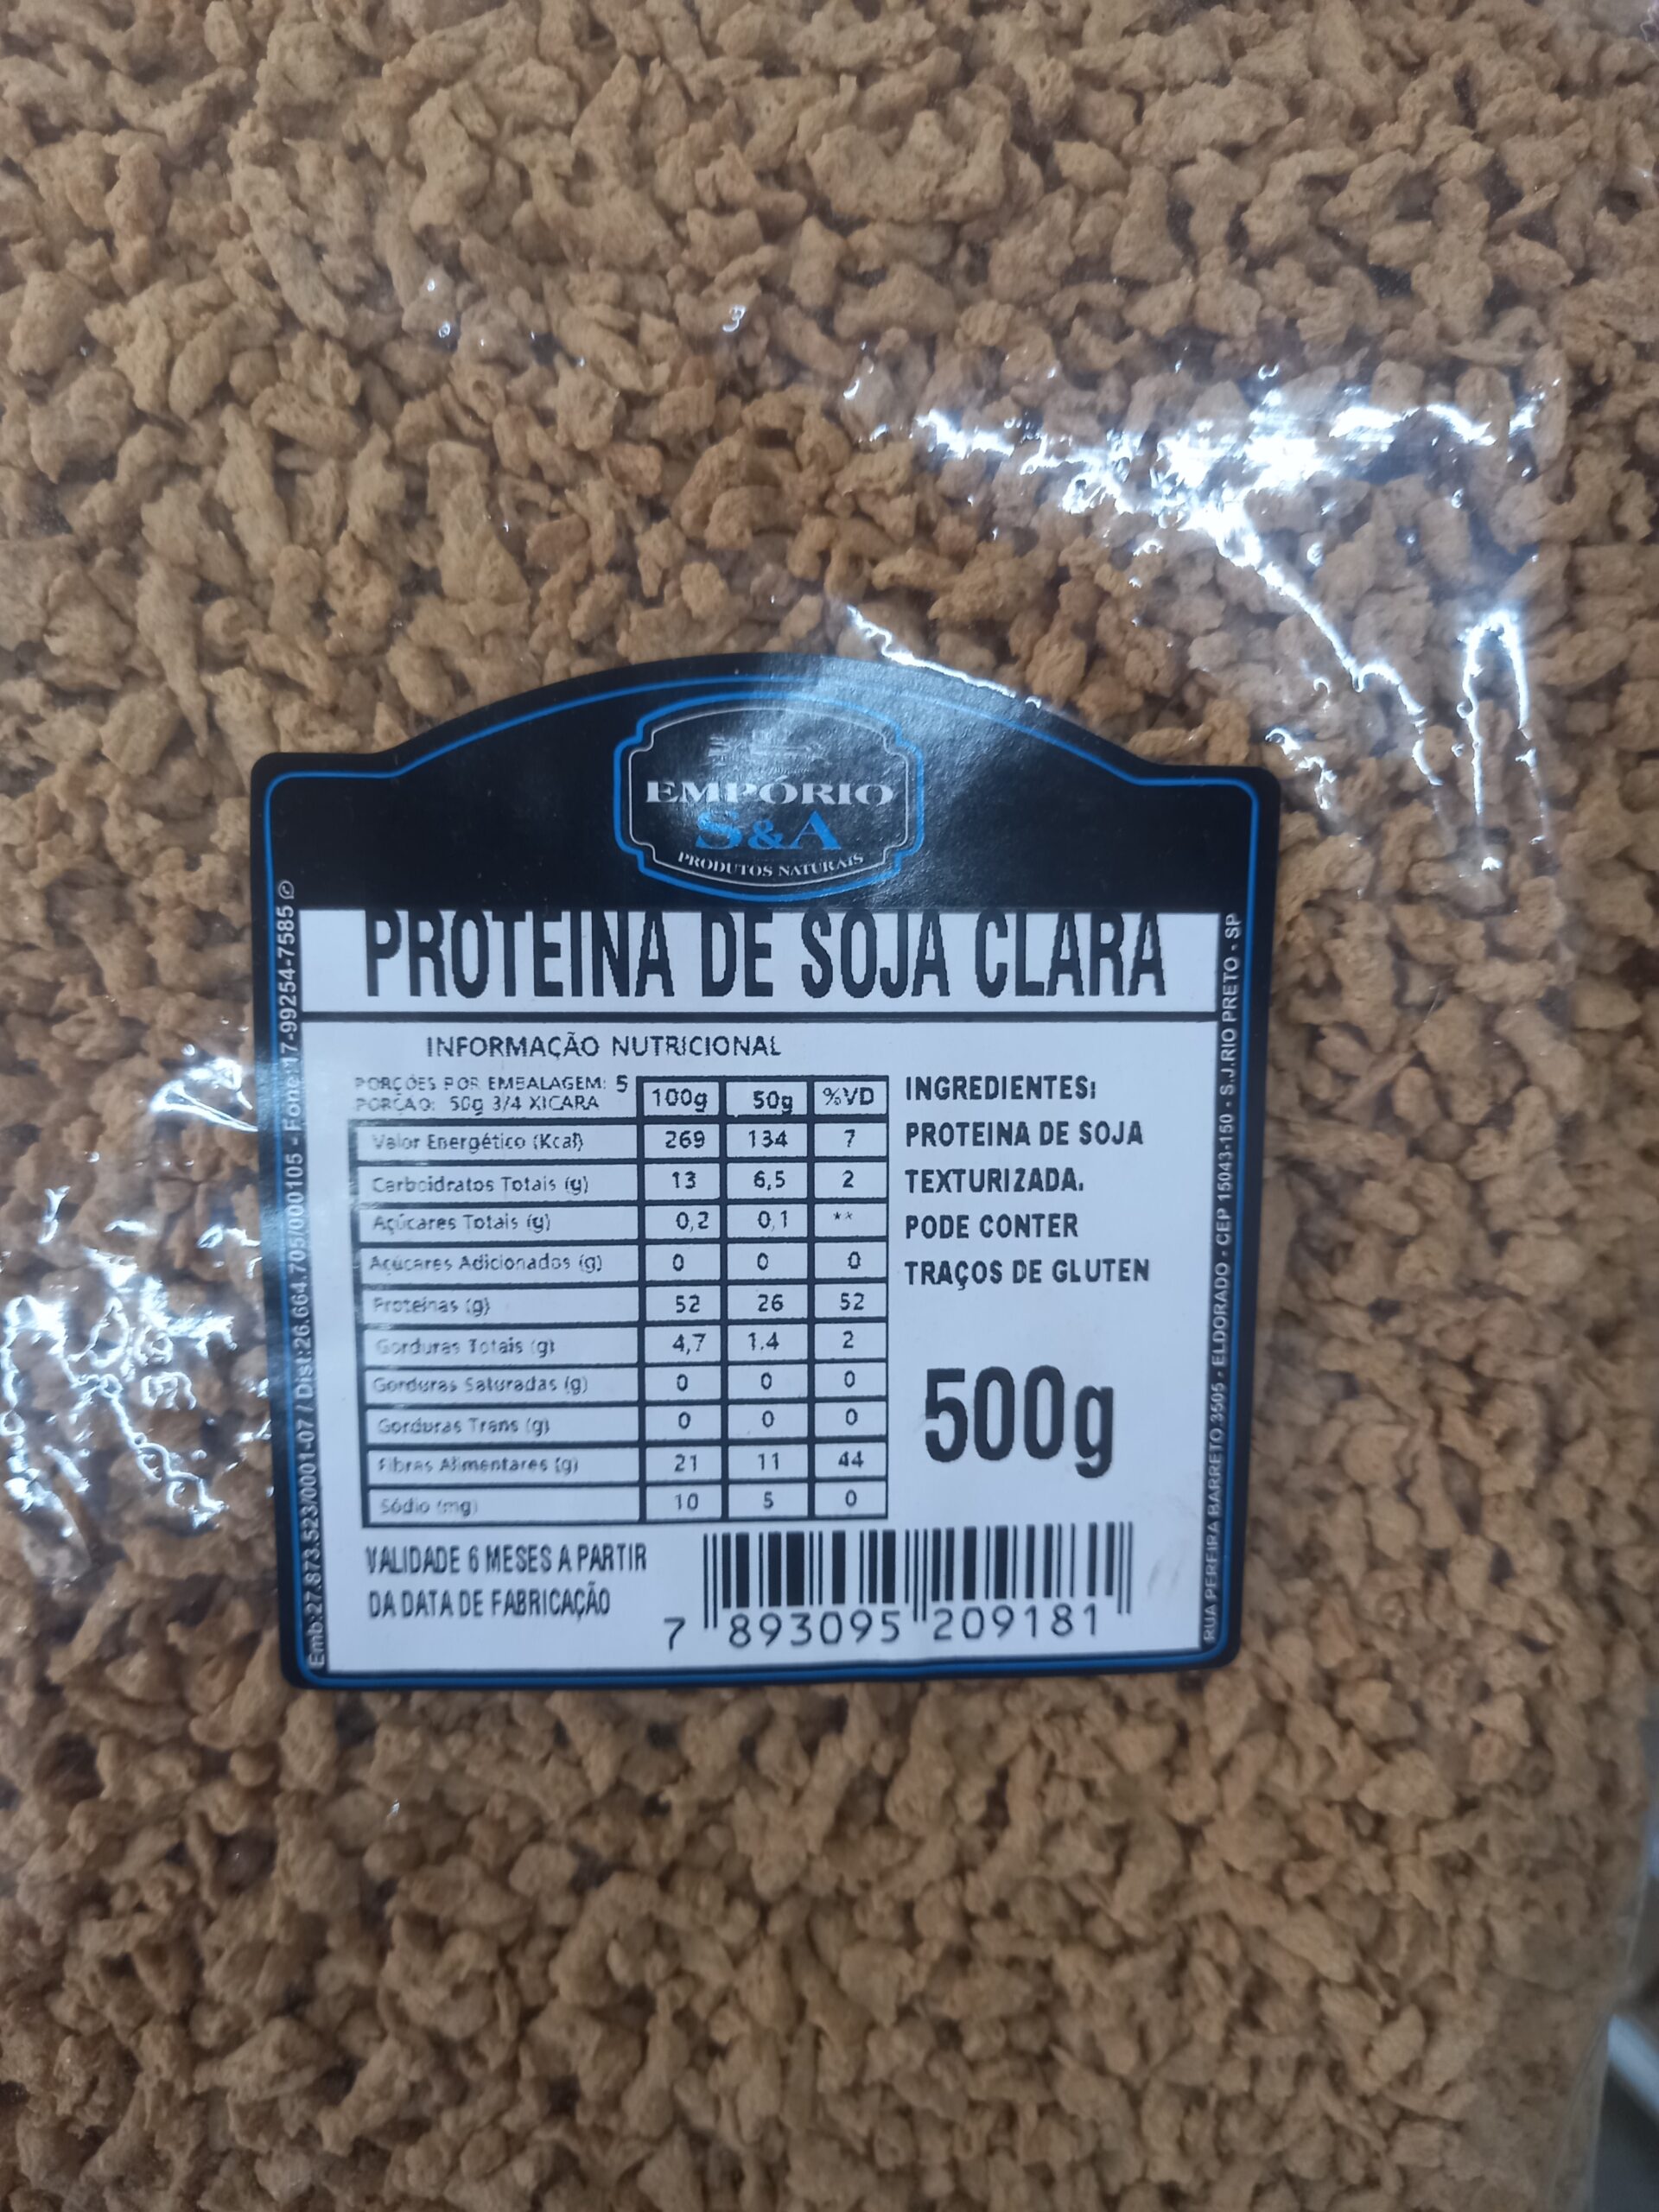 EMPORIO
S&A
PRODUTOS NATURAIS
PROTEINA DE SOJA CLARA
INFORMAÇÃO NUTRICIONAL
PORÇÕES POR EMBALAGEM: 5
PORÇAO: 50g 3/4 XICARA
100g 50g %VD
Valor Energético (Kcal) 269 134 7
Carboidratos Totais (g) 13 6,5 2
Açúcares Totais (g) 0,2 0,1 **
Açúcares Adicionados (g) 0 0 0
Proteinas (g) 52 26 52
Gorduras Totais (g) 4,7 1.4 2
Gorduras Saturadas (g) 0 0 0
Gorduras Trans (g) 0 0 0
Fibras Alimentares (g) 21 11 44
Sódio (mg) 10 5 0
INGREDIENTES:
PROTEINA DE SOJA
TEXTURIZADA.
PODE CONTER
TRAÇOS DE GLUTEN
500g
VALIDADE 6 MESES A PARTIR
DA DATA DE FABRICAÇÃO
7 893095 209181
Emb:27.873.523/0001-07 / Dist:26.664.705/000105 - Fone:17-99254-7585
RUA PEREIRA BARRETO,3505 - ELDORADO - CEP 15043-150 - S.J.RIO PRETO - SP